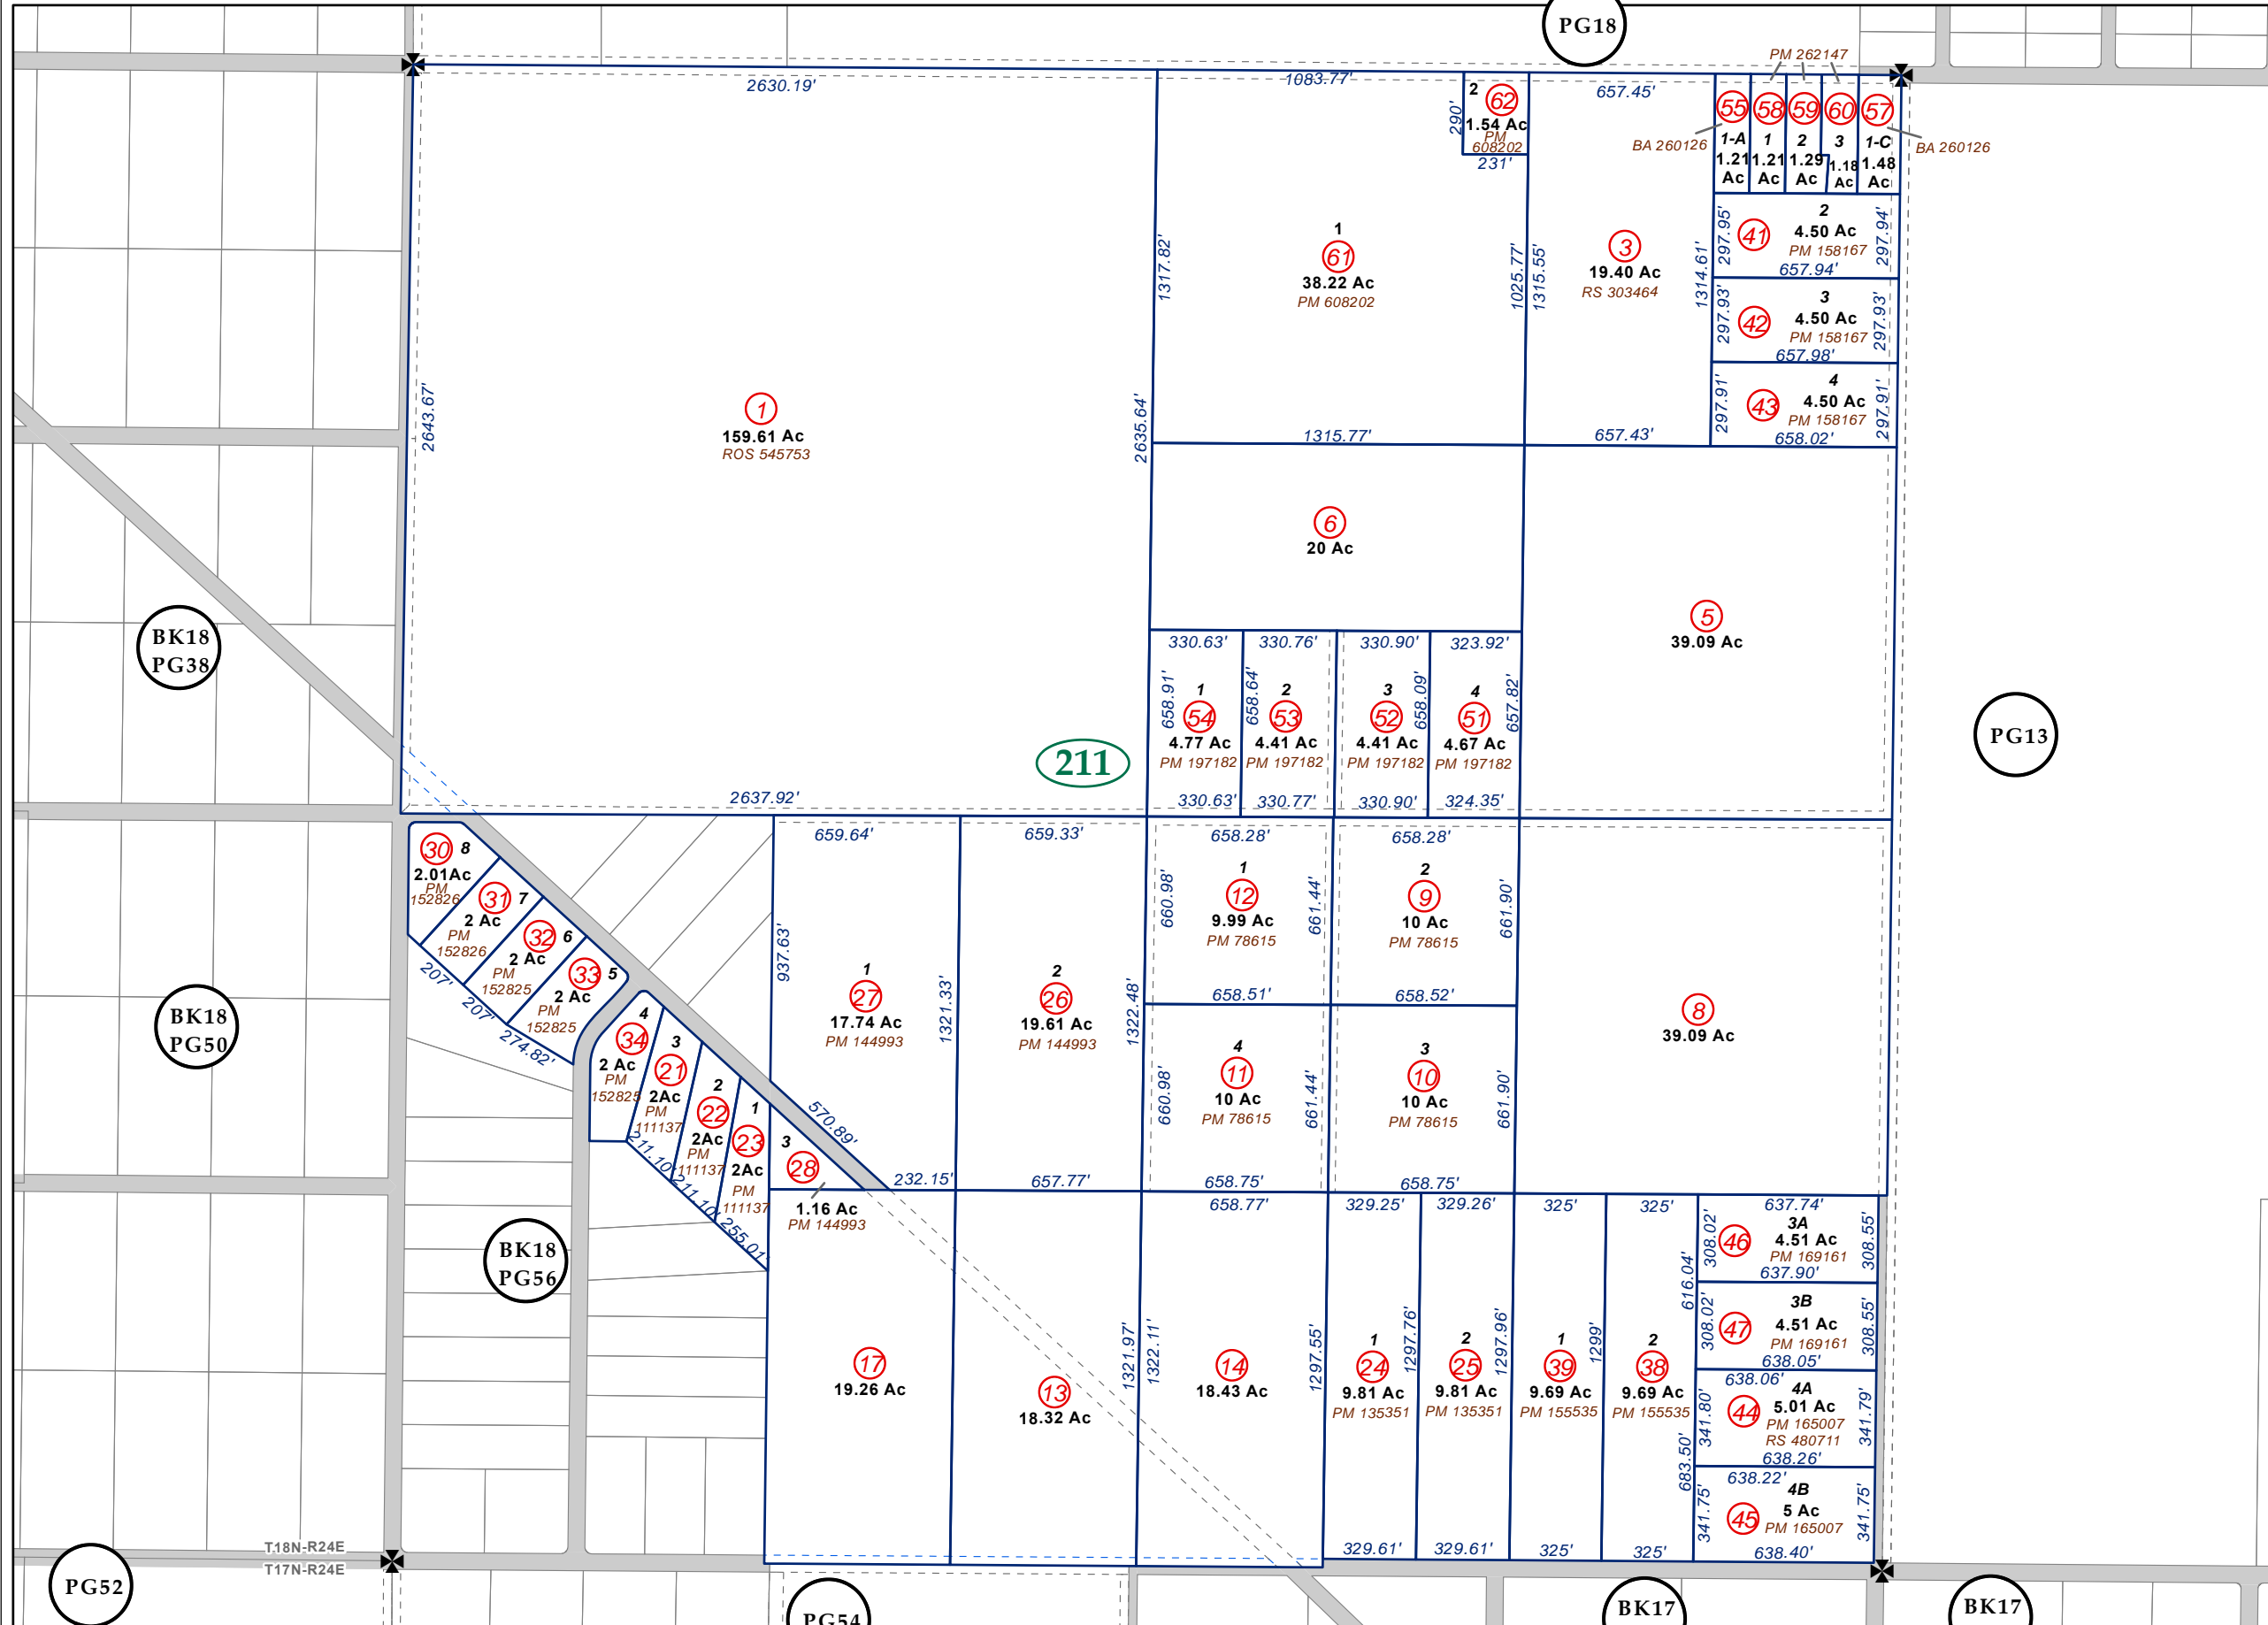 PG18
PM 262147
2630.19'
1083.77'
2
62
1.54 Ac
PM
608202
290'
231'
657.45'
55
58
59
60
57
BA 260126
BA 260126
1-A
1
2
3
1-C
1.21
Ac
1.21
Ac
1.29
Ac
1.18
Ac
1.48
Ac
2
41
4.50 Ac
PM 158167
297.95'
297.94'
657.94'
3
42
4.50 Ac
PM 158167
297.93'
297.93'
657.98'
4
43
4.50 Ac
PM 158167
297.91'
297.91'
658.02'
1
61
38.22 Ac
PM 608202
1317.82'
1025.77'
1315.55'
3
19.40 Ac
RS 303464
1314.61'
1
159.61 Ac
ROS 545753
2643.67'
2635.64'
1315.77'
657.43'
6
20 Ac
5
39.09 Ac
BK18
PG38
PG13
330.63'
330.76'
330.90'
323.92'
658.91'
1
54
4.77 Ac
PM 197182
658.64'
2
53
4.41 Ac
PM 197182
3
52
4.41 Ac
PM 197182
658.09'
4
51
4.67 Ac
PM 197182
657.82'
211
2637.92'
330.63'
330.77'
330.90'
324.35'
30
8
2.01Ac
PM
152826
31
7
2 Ac
PM
152826
32
6
2 Ac
PM
152825
33
5
2 Ac
PM
152825
207'
207'
274.82'
659.64'
659.33'
658.28'
658.28'
937.63'
1
27
17.74 Ac
PM 144993
1321.33'
2
26
19.61 Ac
PM 144993
1322.48'
1
12
9.99 Ac
PM 78615
660.98'
661.44'
2
9
10 Ac
PM 78615
661.90'
658.51'
658.52'
4
11
10 Ac
PM 78615
660.98'
661.44'
3
10
10 Ac
PM 78615
661.90'
8
39.09 Ac
BK18
PG50
4
34
2 Ac
PM
152825
3
21
2Ac
PM
111137
2
22
2Ac
PM
111137
1
23
2Ac
PM
111137
211.10'
211.10'
255.01'
570.89'
3
28
1.16 Ac
PM 144993
232.15'
657.77'
658.75'
658.75'
658.77'
329.25'
329.26'
325'
325'
637.74'
BK18
PG56
17
19.26 Ac
13
18.32 Ac
1321.97'
1322.11'
14
18.43 Ac
1297.55'
1
24
9.81 Ac
PM 135351
1297.76'
2
25
9.81 Ac
PM 135351
1297.96'
1
39
9.69 Ac
PM 155535
1299'
2
38
9.69 Ac
PM 155535
616.04'
683.50'
308.02'
3A
46
4.51 Ac
PM 169161
308.55'
637.90'
308.02'
3B
47
4.51 Ac
PM 169161
308.55'
638.05'
638.06'
341.80'
4A
44
5.01 Ac
PM 165007
RS 480711
341.79'
638.26'
638.22'
341.75'
4B
45
5 Ac
PM 165007
341.75'
329.61'
329.61'
325'
325'
638.40'
T18N-R24E
T17N-R24E
PG52
PG54
BK17
BK17